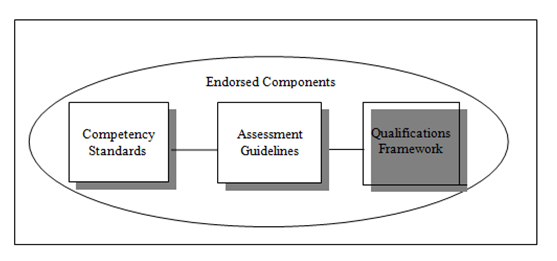 Endorsed Components
Competency
Standards
Assessment
Guidelines
Qualifications
Framework